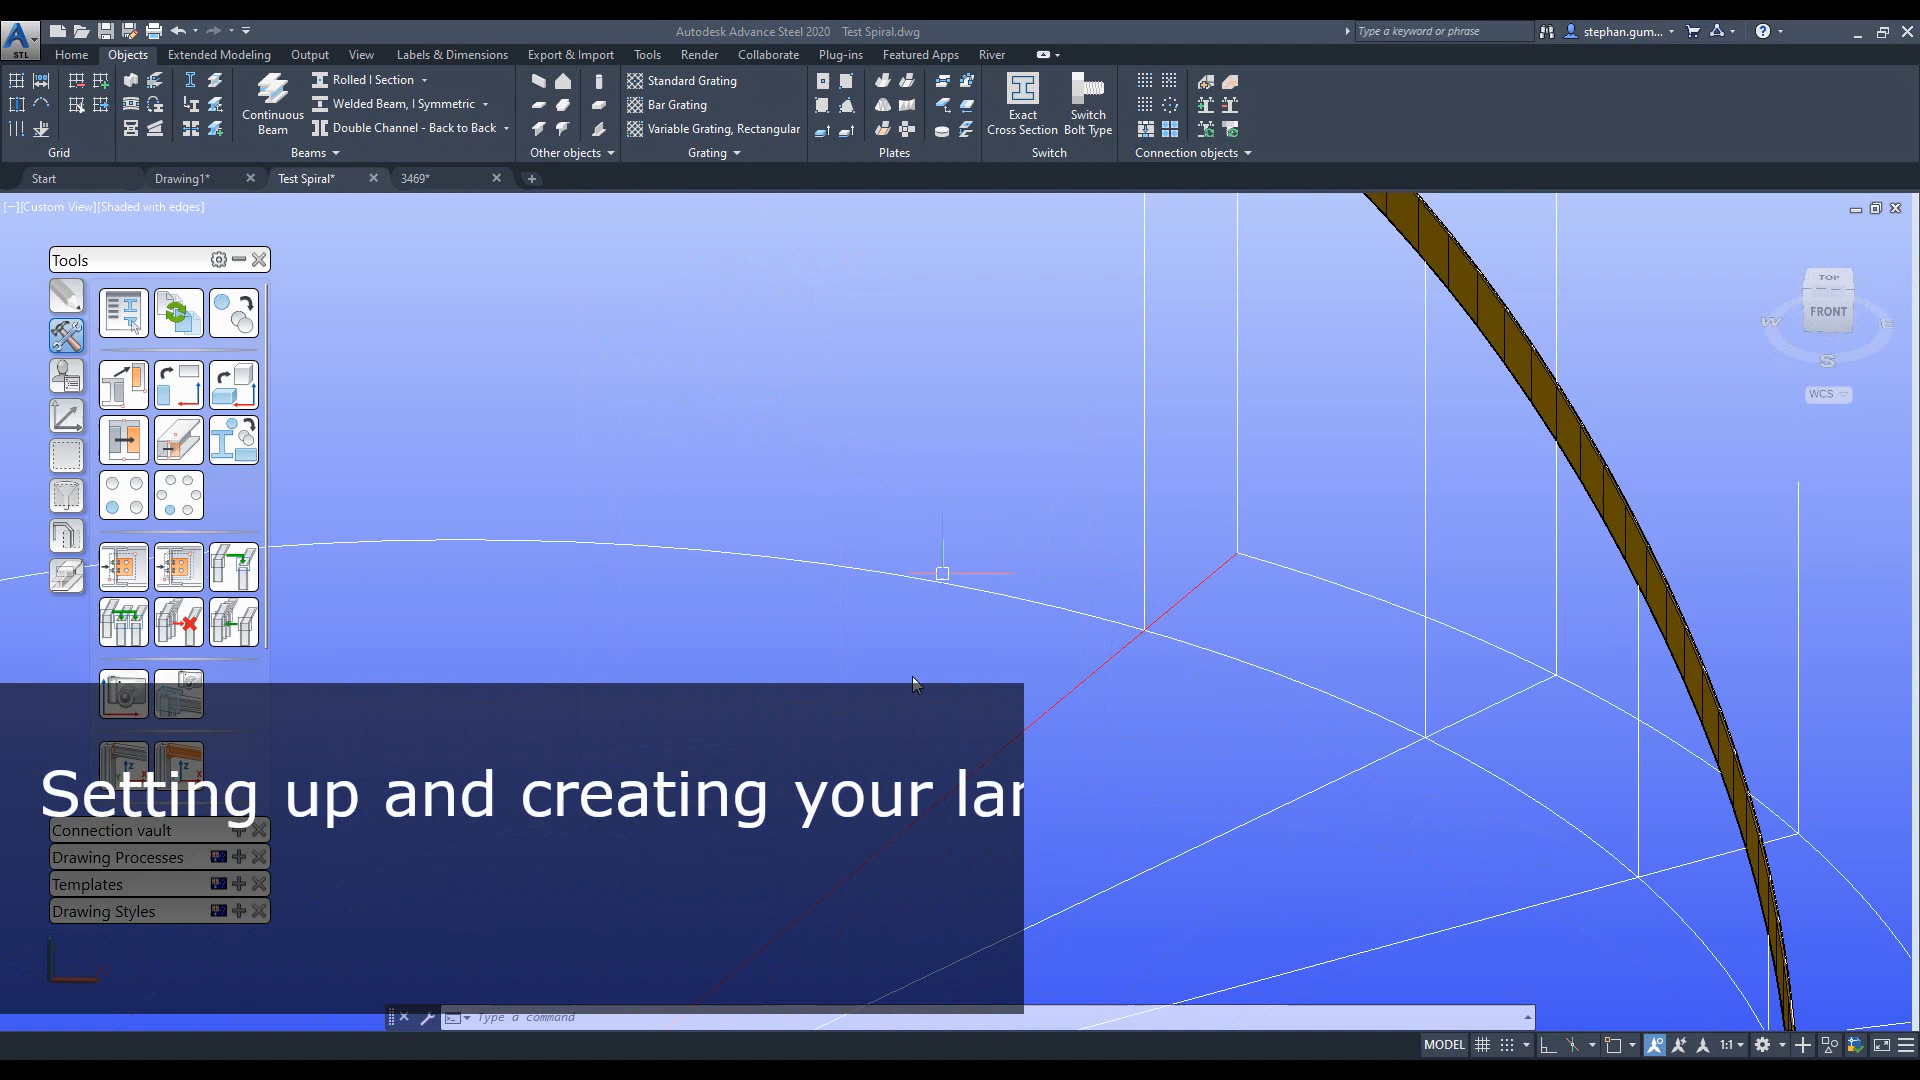 Autodesk Advance Steel 2020 Test Spiral.dwg
Type a keyword or phrase
stephan.gum...
STL
Home Objects Extended Modeling Output View Labels & Dimensions Export & Import Tools Render Collaborate Plug-ins Featured Apps River
Rolled I Section
Welded Beam, I Symmetric
Double Channel - Back to Back
Continuous
Beam
Standard Grating
Bar Grating
Variable Grating, Rectangular
Exact
Cross Section
Switch
Bolt Type
Grid Beams Other objects Grating Plates Switch Connection objects
Start Drawing1* Test Spiral* 3469*
[−][Custom View][Shaded with edges]
TOP
FRONT
W E
S
WCS
Tools
Setting up and creating your lar
Connection vault
Drawing Processes
Templates
Drawing Styles
Type a command
MODEL 1:1